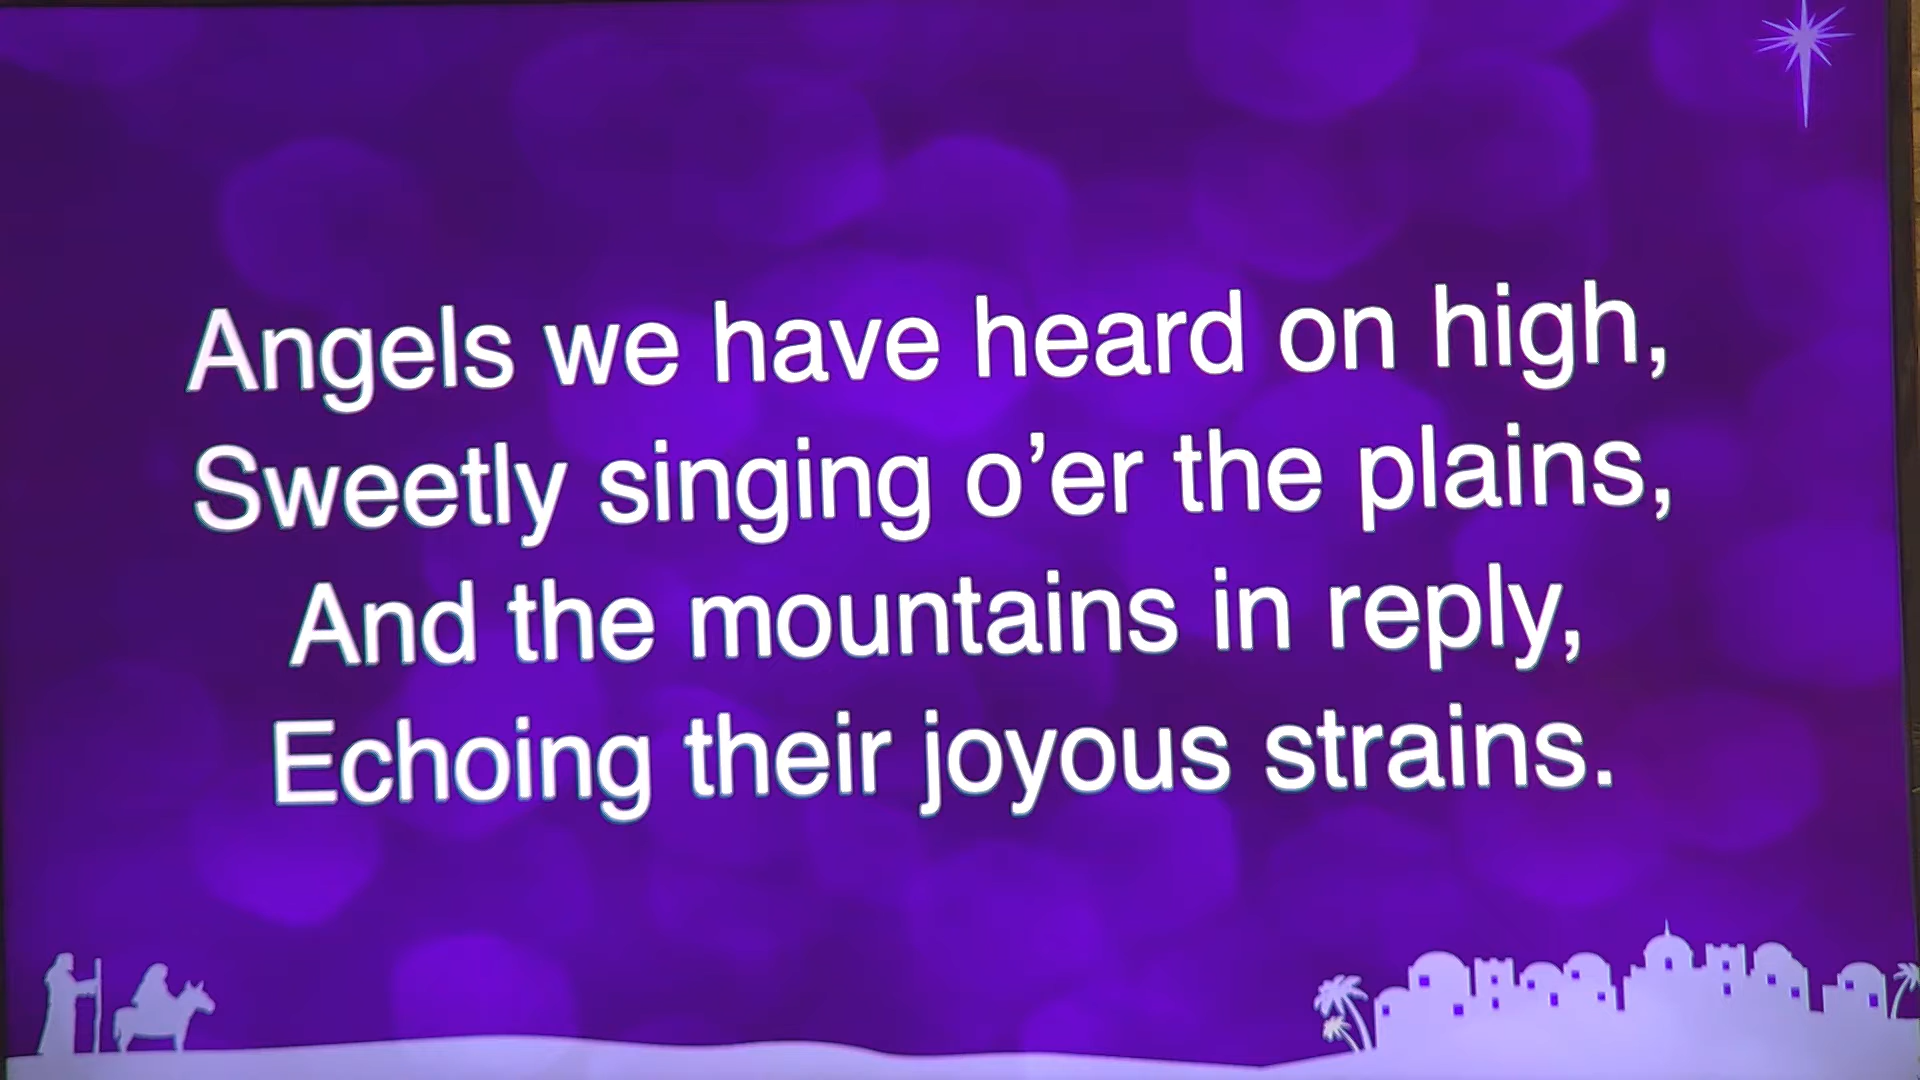 Angels we have heard on high,
Sweetly singing o’er the plains,
And the mountains in reply,
Echoing their joyous strains.